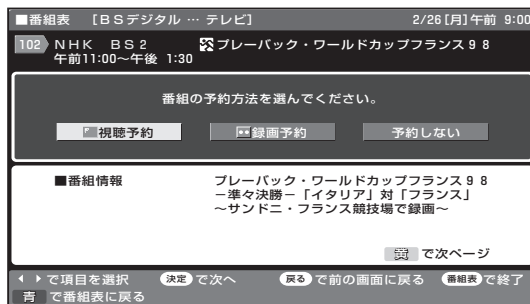 ■番組表 [BSデジタル … テレビ] 2/26[月]午前 9:00
102 NHK BS2 プレーバック・ワールドカップフランス98
午前11:00〜午後 1:30
番組の予約方法を選んでください。
視聴予約 録画予約 予約しない
■番組情報 プレーバック・ワールドカップフランス98
−準々決勝−「イタリア」対「フランス」
〜サンドニ・フランス競技場で録画〜
黄 で次ページ
で項目を選択 決定 で次へ 戻る で前の画面に戻る 番組表 で終了
青 で番組表に戻る